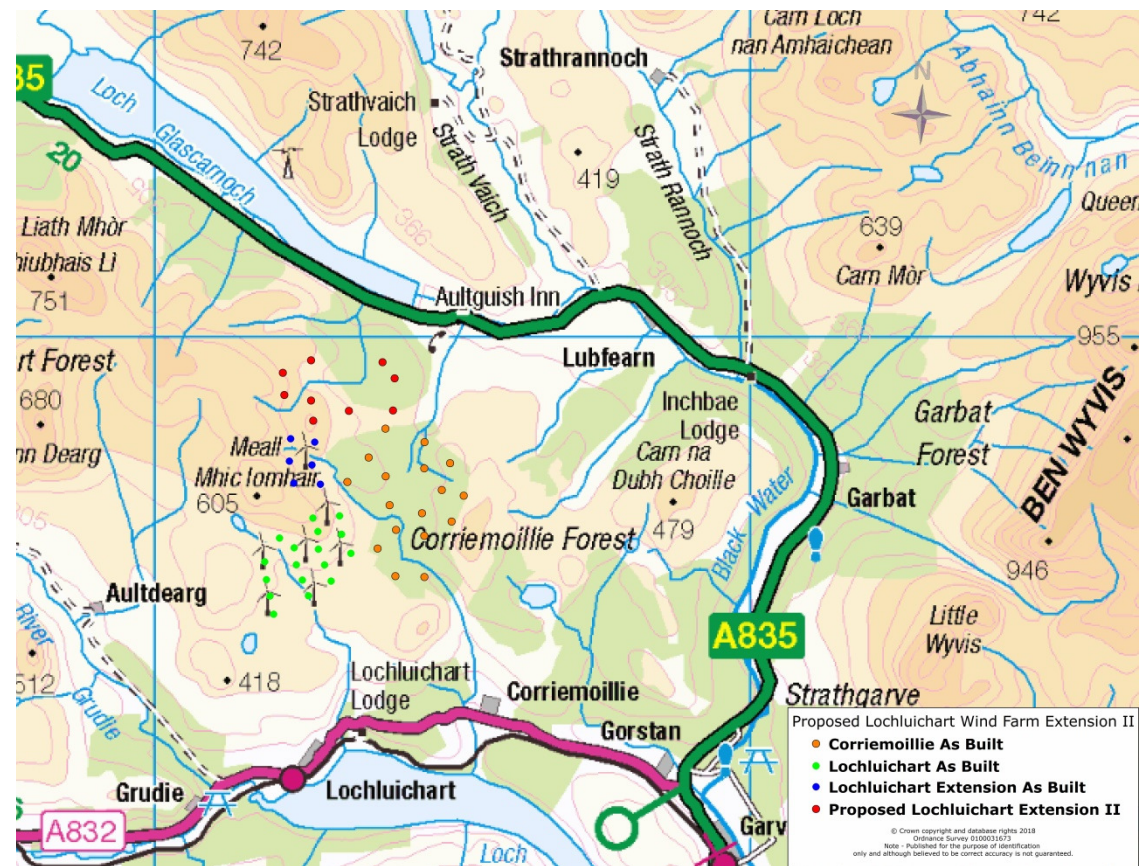 742
Carn Loch
nan Amhaichean
742
Strathrannoch
A835
Loch
Glascarnoch
20
Strathvaich
Lodge
Strath Vaich
419
Strath Rannoch
N
Abhainn Beinn nan
Liath Mhòr
751
366
639
Carn Mòr
Aultguish Inn
Lubfearn
955
680
605
Meall
Mhic Iomhair
Inchbae
Lodge
Carn na
Dubh Choille
479
Garbat
Forest
BEN WYVIS
Garbat
Black Water
Corriemoillie Forest
946
Aultdearg
River
Grudie
418
Little
Wyvis
A835
Lochluichart
Lodge
Corriemoillie
Gorstan
Strathgarve
Grudie
Lochluichart
A832
Loch
Proposed Lochluichart Wind Farm Extension II
Corriemoillie As Built
Lochluichart As Built
Lochluichart Extension As Built
Proposed Lochluichart Extension II
© Crown copyright and database rights 2018
Ordnance Survey 0100031673
Note - Published for the purpose of identification
only and although believed to be correct accuracy is not guaranteed.